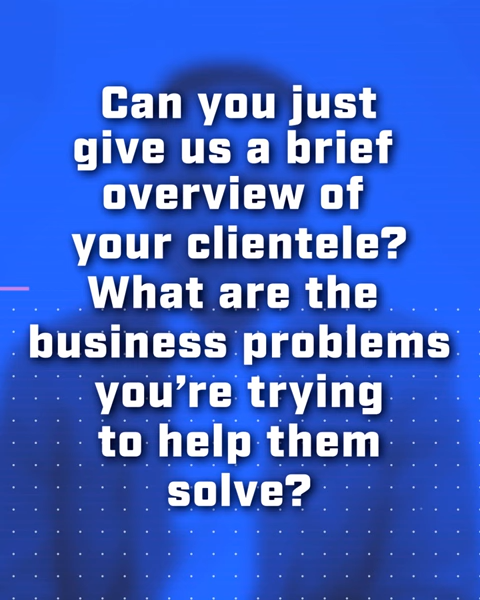 Can you just
give us a brief
overview of
your clientele?
What are the
business problems
you’re trying
to help them
solve?